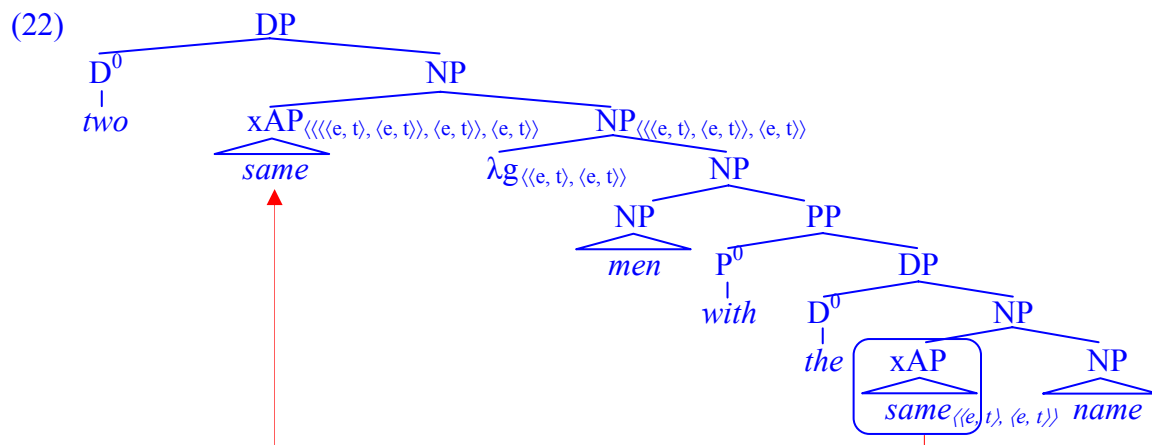 (22) DP
D⁰ NP
two xAP⟨⟨⟨⟨e, t⟩, ⟨e, t⟩⟩, ⟨e, t⟩⟩, ⟨e, t⟩⟩ NP⟨⟨⟨e, t⟩, ⟨e, t⟩⟩, ⟨e, t⟩⟩
same λg⟨⟨e, t⟩, ⟨e, t⟩⟩ NP
NP PP
men P⁰ DP
with D⁰ NP
the xAP NP
same⟨⟨e, t⟩, ⟨e, t⟩⟩ name